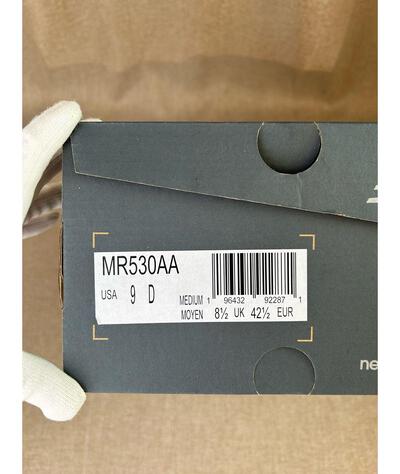 MR530AA
USA 9 D MEDIUM 1 96432 92287 1
MOYEN 8½ UK 42½ EUR
ne